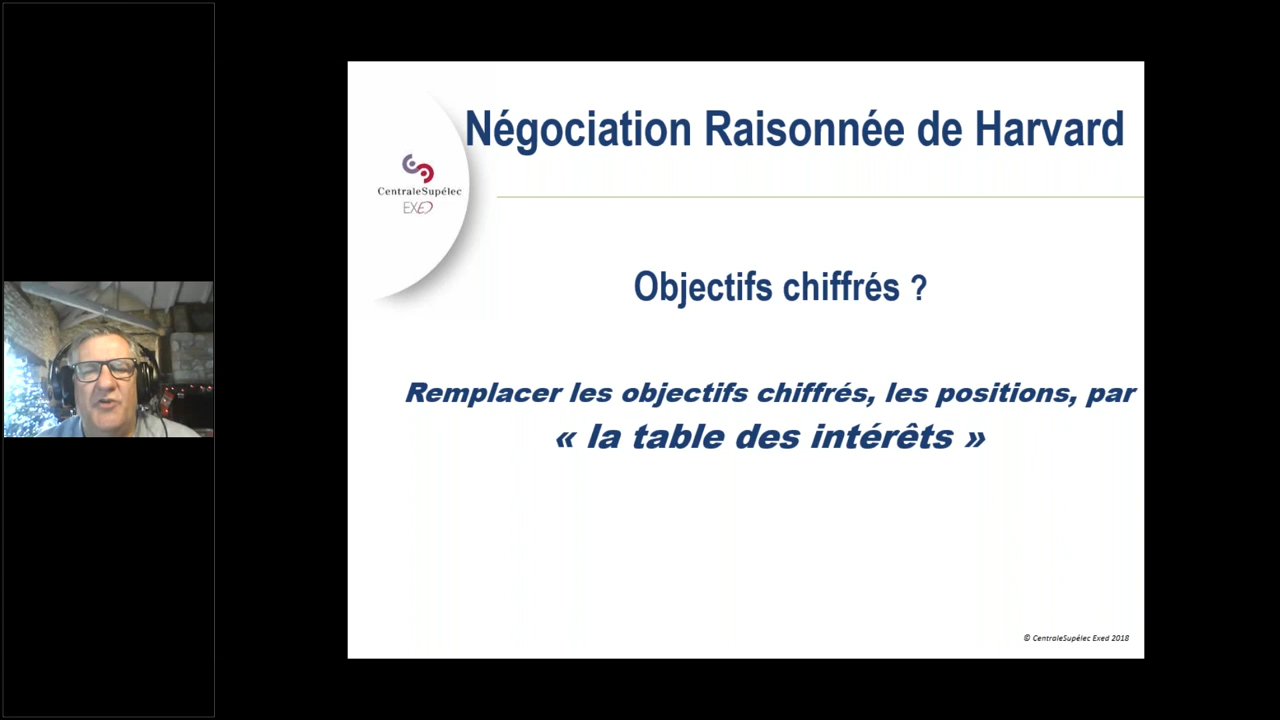 Négociation Raisonnée de Harvard
CentraleSupélec
EXED
Objectifs chiffrés ?
Remplacer les objectifs chiffrés, les positions, par
« la table des intérêts »
© CentraleSupélec Exed 2018